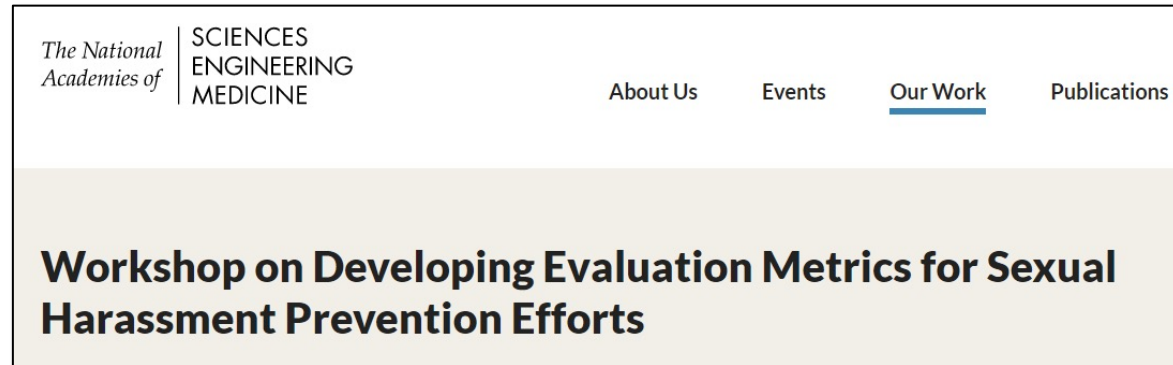 The National
Academies of
SCIENCES
ENGINEERING
MEDICINE
About Us
Events
Our Work
Publications
Workshop on Developing Evaluation Metrics for Sexual
Harassment Prevention Efforts